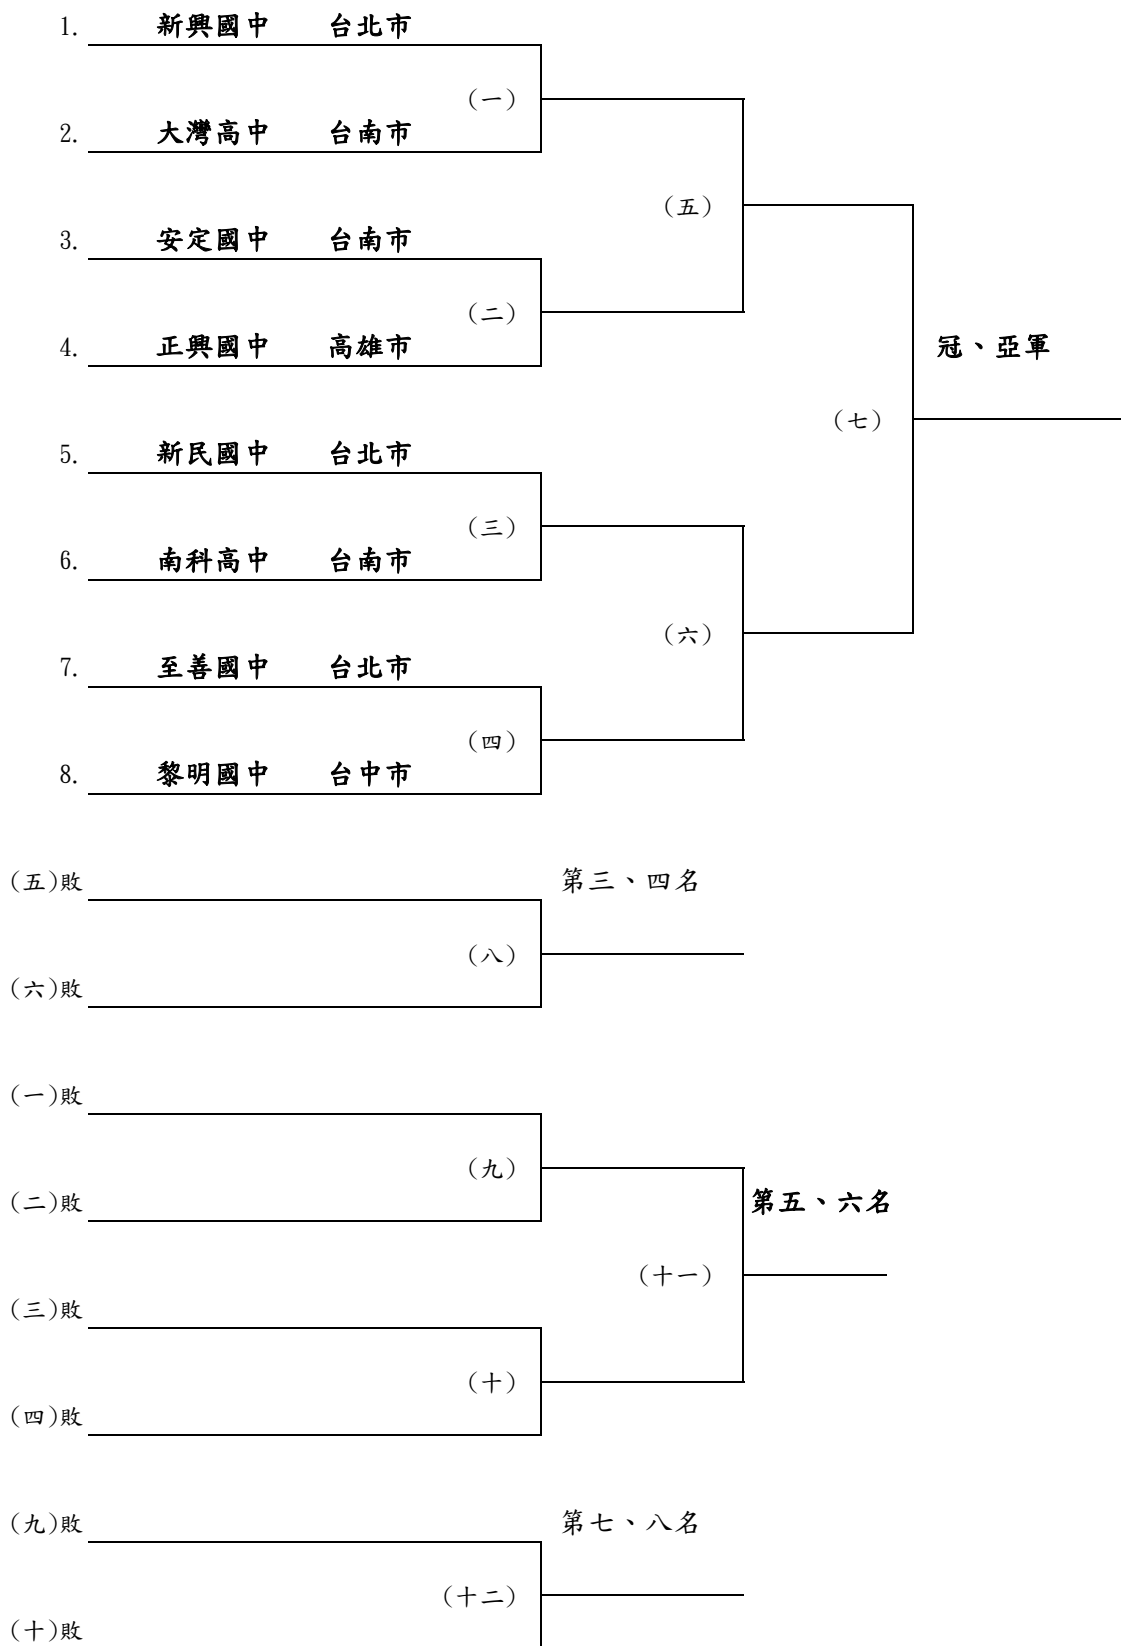 1. 新興國中 台北市
(一)
2. 大灣高中 台南市
(五)
3. 安定國中 台南市
(二)
4. 正興國中 高雄市
冠、亞軍
(七)
5. 新民國中 台北市
(三)
6. 南科高中 台南市
(六)
7. 至善國中 台北市
(四)
8. 黎明國中 台中市
(五)敗 第三、四名
(八)
(六)敗
(一)敗
(九)
(二)敗 第五、六名
(十一)
(三)敗
(十)
(四)敗
(九)敗 第七、八名
(十二)
(十)敗